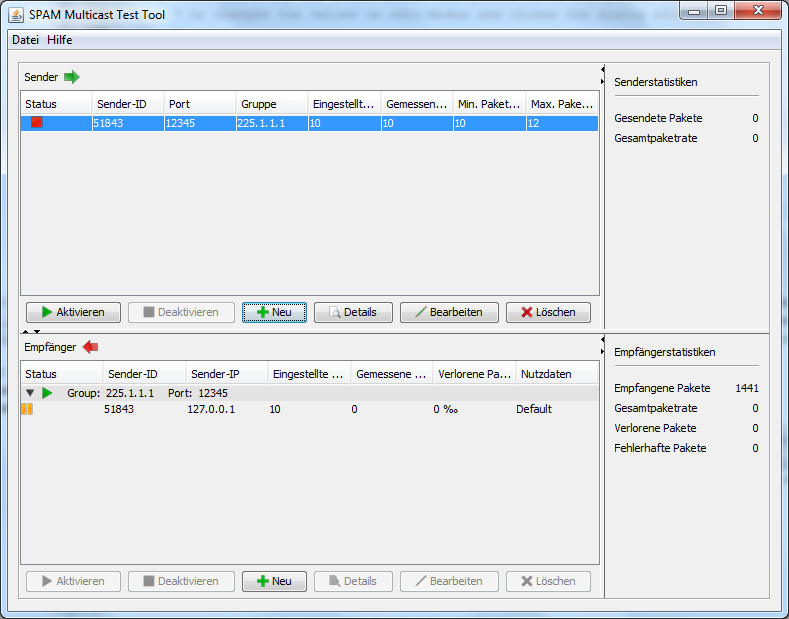 SPAM Multicast Test Tool
Datei Hilfe
Sender
Status Sender-ID Port Gruppe Eingestellt... Gemessen... Min. Paket... Max. Pake...
51843 12345 225.1.1.1 10 10 10 12
Aktivieren Deaktivieren Neu Details Bearbeiten Löschen
Senderstatistiken
Gesendete Pakete 0
Gesamtpaketrate 0
Empfänger
Status Sender-ID Sender-IP Eingestellte ... Gemessene ... Verlorene Pa... Nutzdaten
Group: 225.1.1.1 Port: 12345
51843 127.0.0.1 10 0 0 ‰ Default
Aktivieren Deaktivieren Neu Details Bearbeiten Löschen
Empfängerstatistiken
Empfangene Pakete 1441
Gesamtpaketrate 0
Verlorene Pakete 0
Fehlerhafte Pakete 0